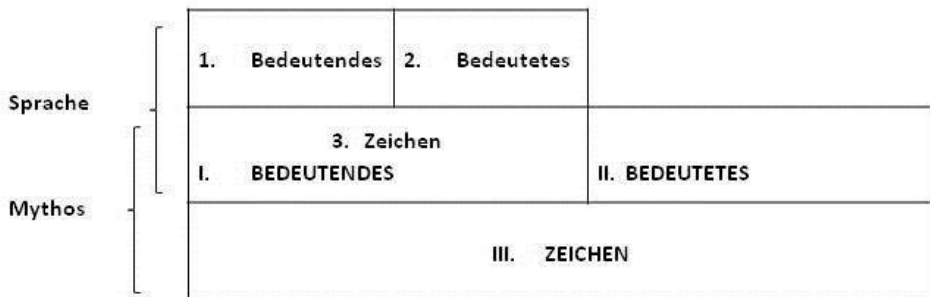 1. Bedeutendes 2. Bedeutetes
Sprache
3. Zeichen
I. BEDEUTENDES II. BEDEUTETES
Mythos
III. ZEICHEN